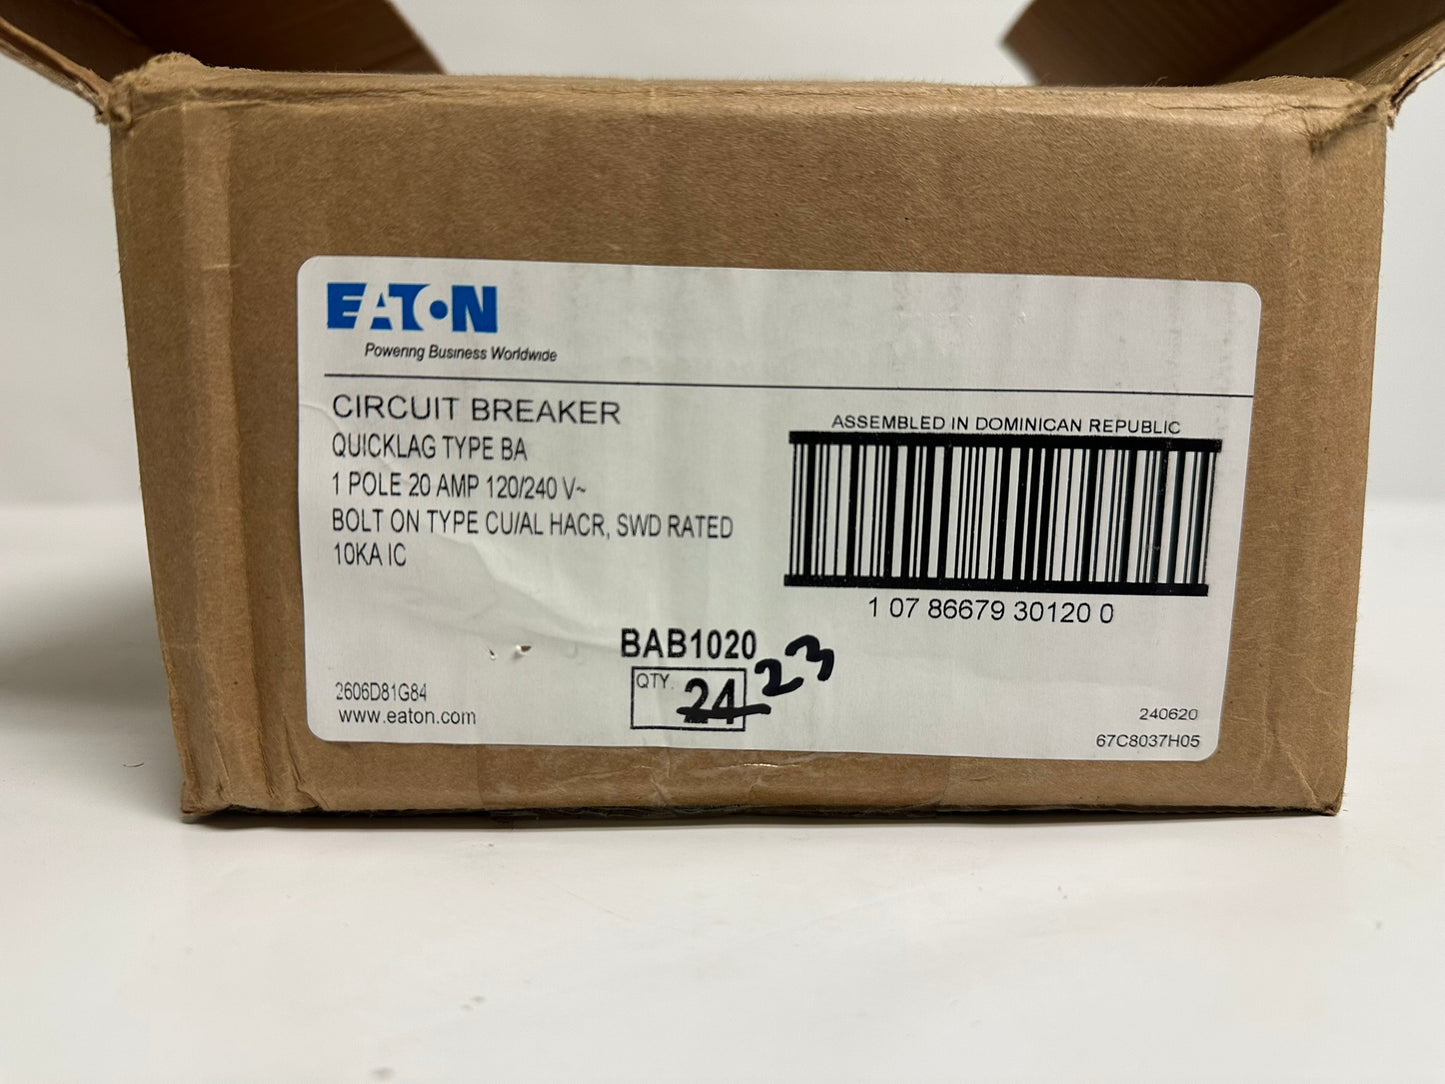 EATON
Powering Business Worldwide
CIRCUIT BREAKER
QUICKLAG TYPE BA
1 POLE 20 AMP 120/240 V~
BOLT ON TYPE CU/AL HACR, SWD RATED
10KA IC
ASSEMBLED IN DOMINICAN REPUBLIC
1 07 86679 30120 0
BAB1020
QTY. 24 23
2606D81G84
www.eaton.com
240620
67C8037H05